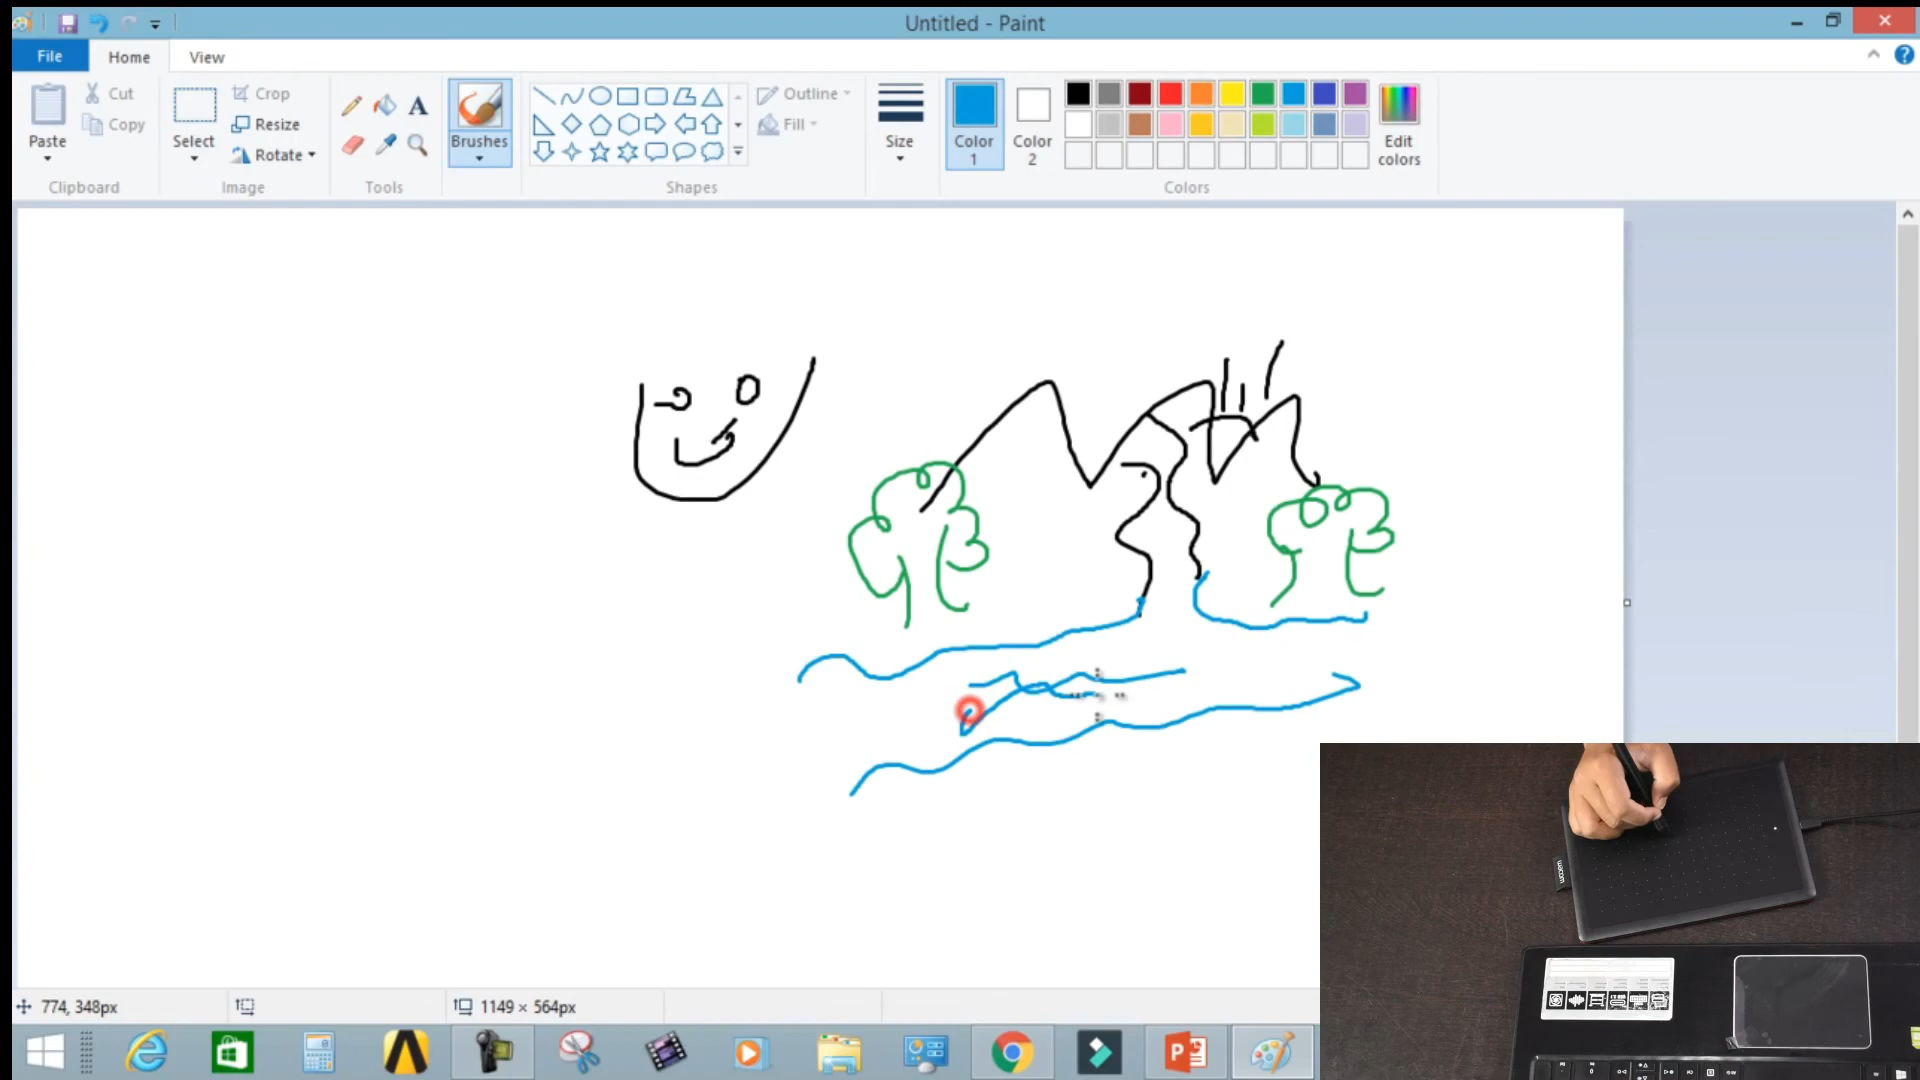 Untitled - Paint
File
Home
View
Paste
Cut
Copy
Clipboard
Select
Crop
Resize
Rotate
Image
A
Tools
Brushes
Shapes
Outline
Fill
Size
Color
1
Color
2
Edit
colors
Colors
774, 348px
1149 × 564px
wacom